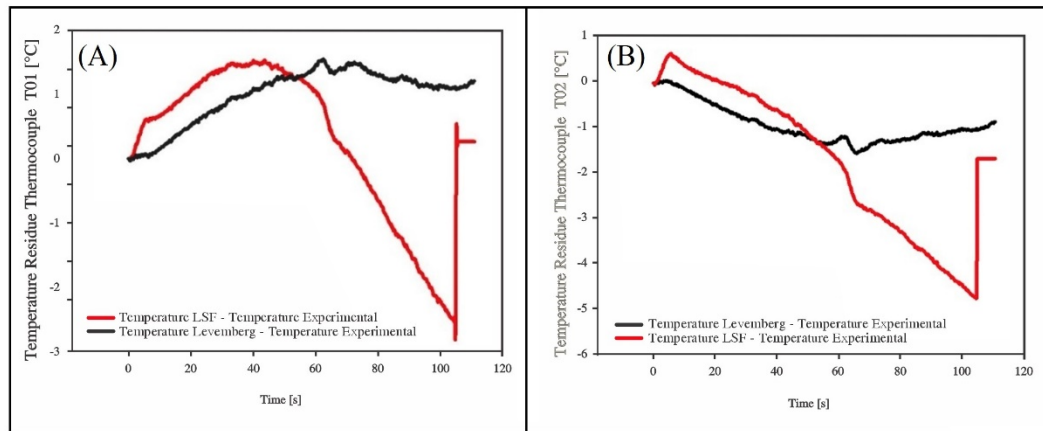 (A)
Temperature Residue Thermocouple T01 [°C]
2
1
0
-1
-2
-3
Temperature LSF - Temperature Experimental
Temperature Levemberg - Temperature Experimental
0 20 40 60 80 100 120
Time [s]
(B)
Temperature Residue Thermocouple T02 [°C]
1
0
-1
-2
-3
-4
-5
-6
Temperature Levemberg - Temperature Experimental
Temperature LSF - Temperature Experimental
0 20 40 60 80 100 120
Time [s]